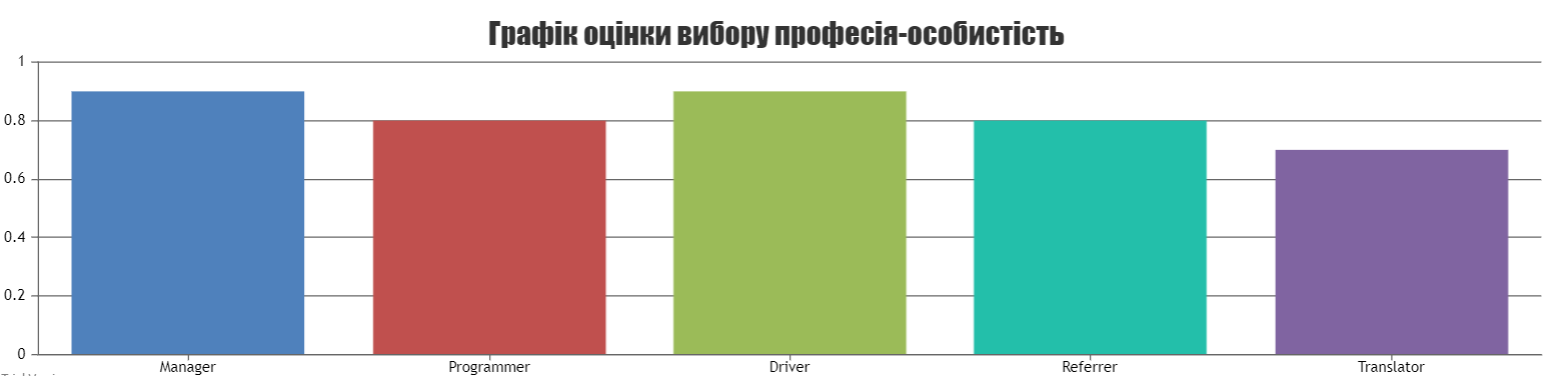 Графік оцінки вибору професія-особистість
1
0.8
0.6
0.4
0.2
0
Manager
Programmer
Driver
Referrer
Translator